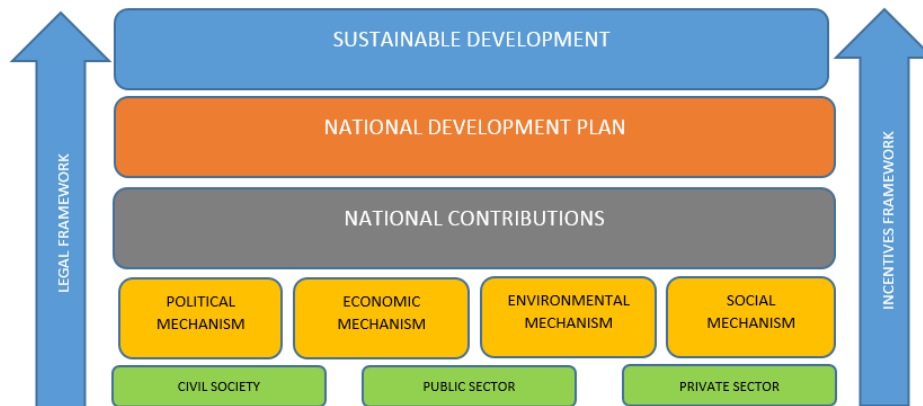 SUSTAINABLE DEVELOPMENT
NATIONAL DEVELOPMENT PLAN
NATIONAL CONTRIBUTIONS
POLITICAL
MECHANISM
ECONOMIC
MECHANISM
ENVIRONMENTAL
MECHANISM
SOCIAL
MECHANISM
CIVIL SOCIETY
PUBLIC SECTOR
PRIVATE SECTOR
LEGAL FRAMEWORK
INCENTIVES FRAMEWORK